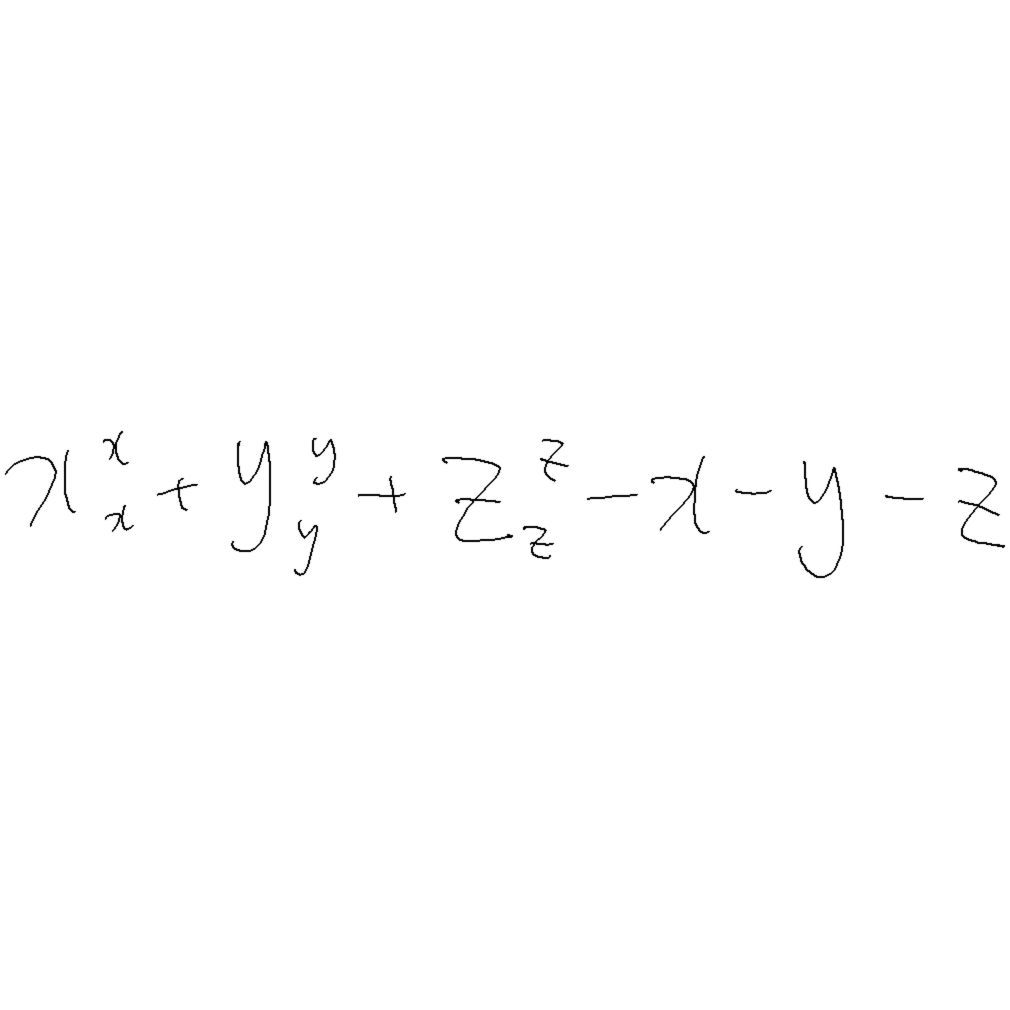 $x_x^x + y_y^y + z_z^z - x - y - z$